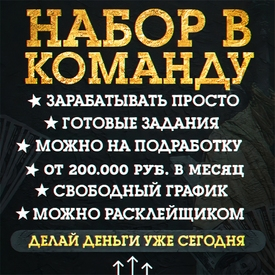 НАБОР В
КОМАНДУ
★ ЗАРАБАТЫВАТЬ ПРОСТО
★ ГОТОВЫЕ ЗАДАНИЯ
★ МОЖНО НА ПОДРАБОТКУ
★ ОТ 200.000 РУБ. В МЕСЯЦ
★ СВОБОДНЫЙ ГРАФИК
★ МОЖНО РАСКЛЕЙЩИКОМ
ДЕЛАЙ ДЕНЬГИ УЖЕ СЕГОДНЯ